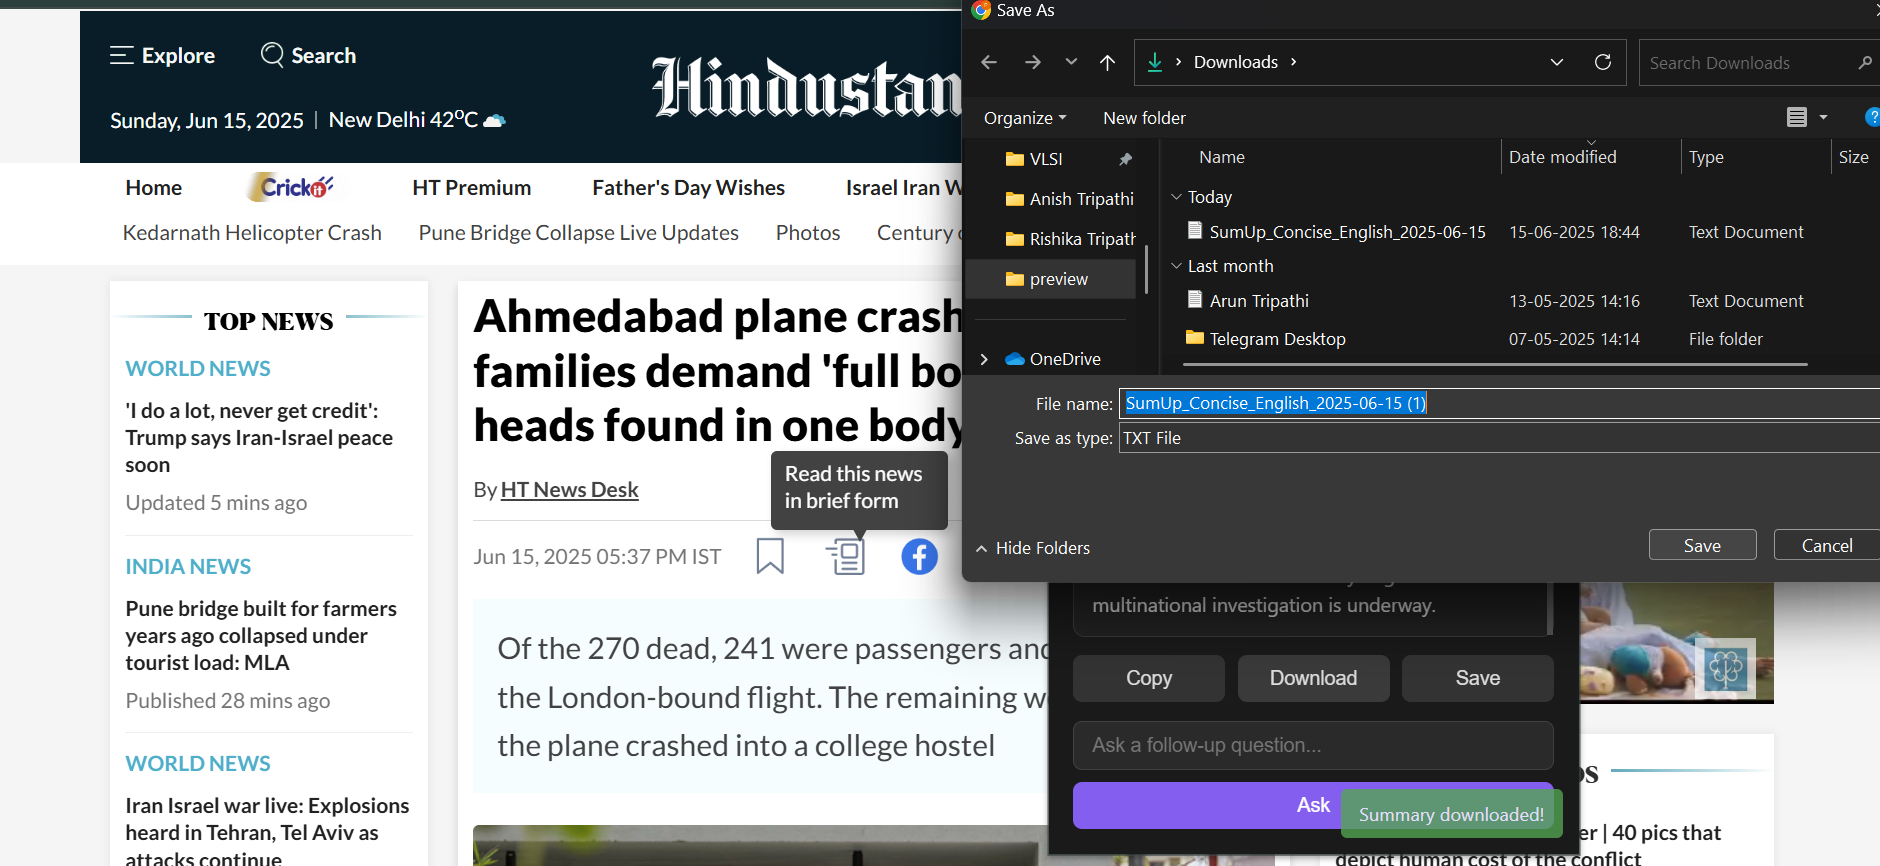 Explore
Search
Hindustan
Sunday, Jun 15, 2025 | New Delhi 42°C
Home
Crickit
HT Premium
Father's Day Wishes
Israel Iran W
Kedarnath Helicopter Crash
Pune Bridge Collapse Live Updates
Photos
Century
TOP NEWS
WORLD NEWS
'I do a lot, never get credit':
Trump says Iran-Israel peace
soon
Updated 5 mins ago
INDIA NEWS
Pune bridge built for farmers
years ago collapsed under
tourist load: MLA
Published 28 mins ago
WORLD NEWS
Iran Israel war live: Explosions
heard in Tehran, Tel Aviv as
attacks continue
Ahmedabad plane crash
families demand 'full bo
heads found in one body
By HT News Desk
Read this news
in brief form
Jun 15, 2025 05:37 PM IST
Of the 270 dead, 241 were passengers and
the London-bound flight. The remaining w
the plane crashed into a college hostel
Save As
Downloads
Search Downloads
Organize
New folder
VLSI
Anish Tripathi
Rishika Tripath
preview
OneDrive
Name
Date modified
Type
Size
Today
SumUp_Concise_English_2025-06-15
15-06-2025 18:44
Text Document
Last month
Arun Tripathi
13-05-2025 14:16
Text Document
Telegram Desktop
07-05-2025 14:14
File folder
File name: SumUp_Concise_English_2025-06-15 (1)
Save as type: TXT File
Hide Folders
Save
Cancel
multinational investigation is underway.
Copy
Download
Save
Ask a follow-up question...
Ask
Summary downloaded!
os
er | 40 pics that
depict human cost of the conflict